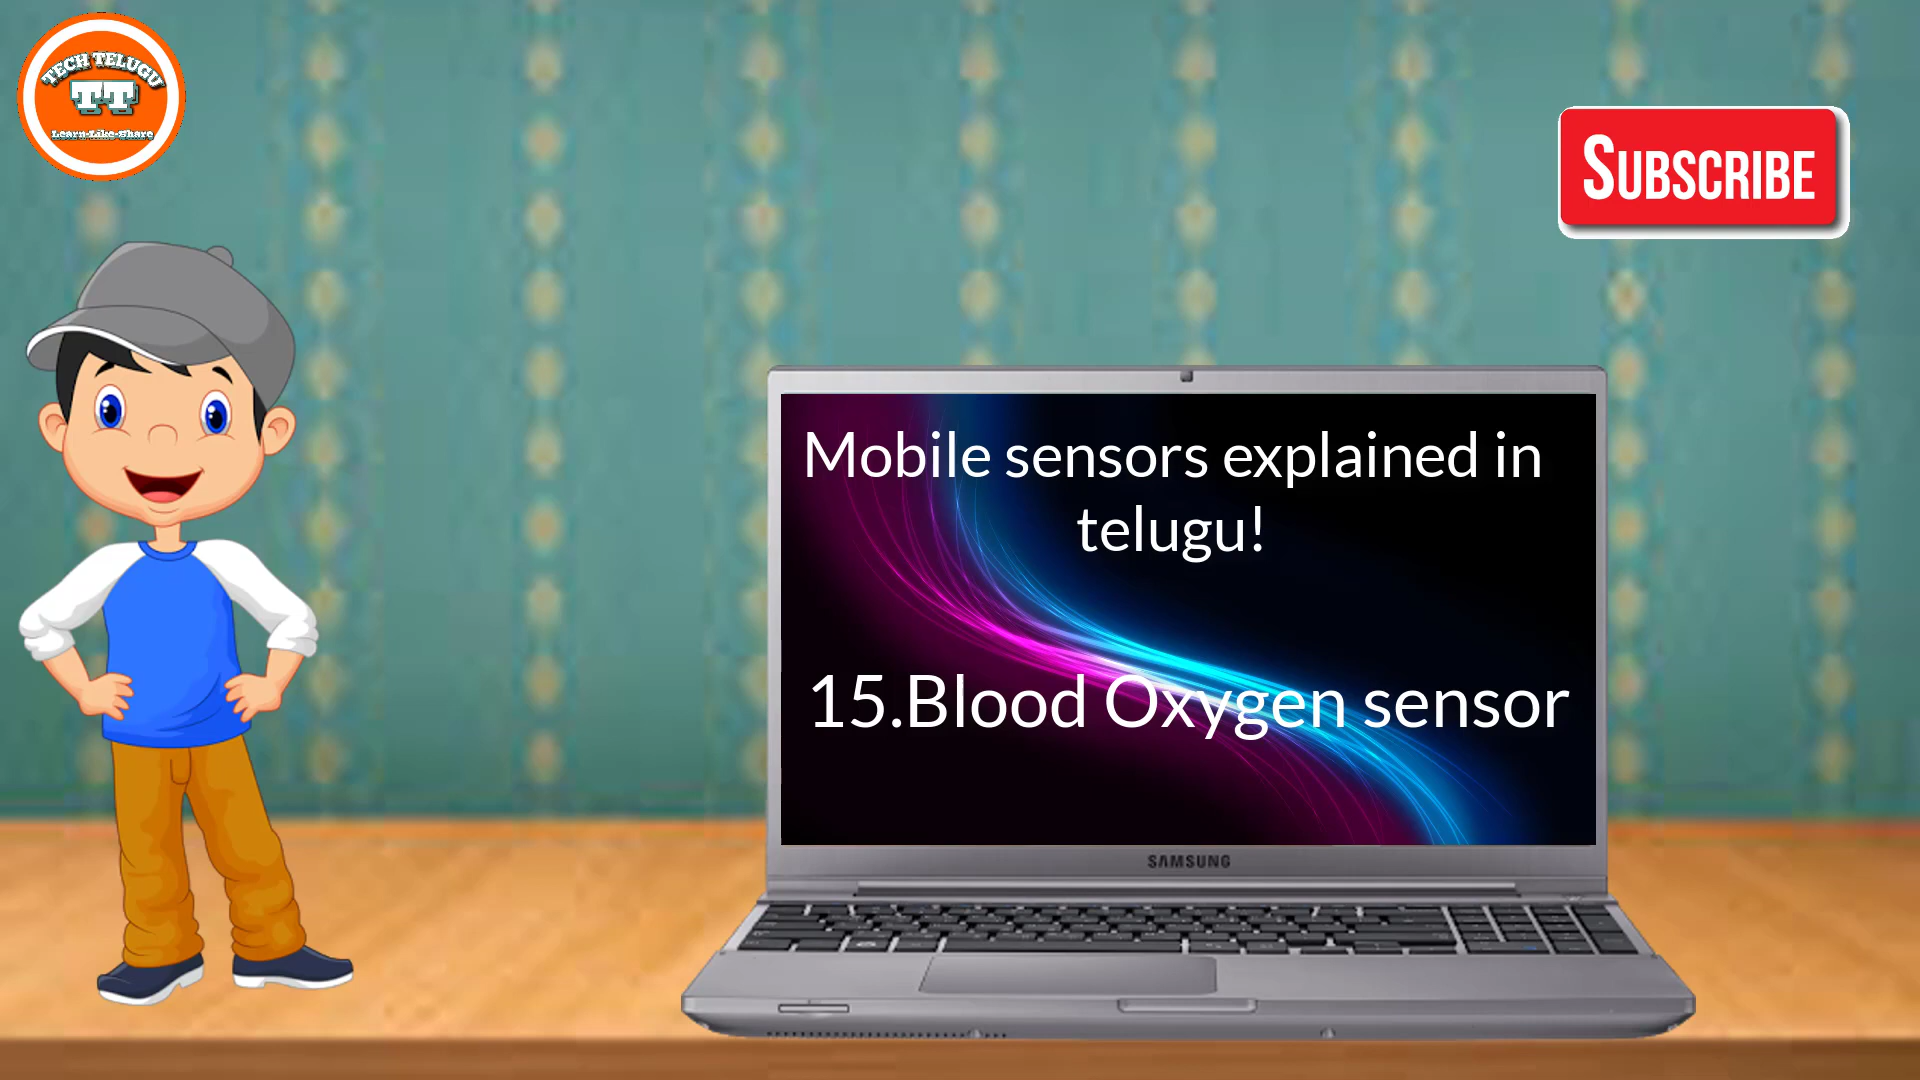 TECH TELUGU
TT
Learn-Like-Share
SUBSCRIBE
Mobile sensors explained in
telugu!
15.Blood Oxygen sensor
SAMSUNG